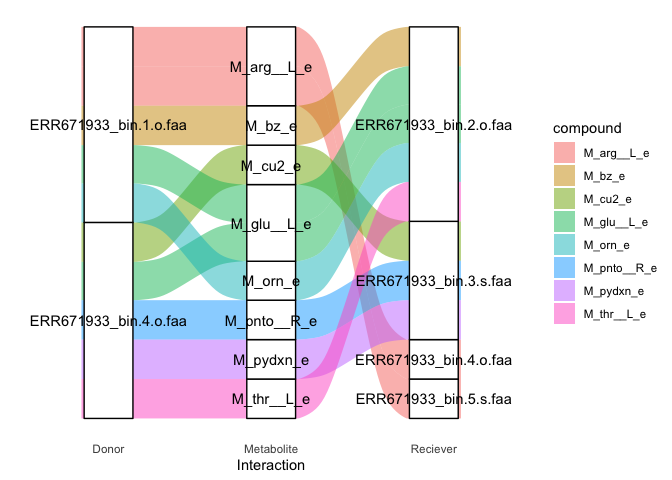 ERR671933_bin.1.o.faa
ERR671933_bin.4.o.faa
M_arg__L_e
M_bz_e
M_cu2_e
M_glu__L_e
M_orn_e
M_pnto__R_e
M_pydxn_e
M_thr__L_e
ERR671933_bin.2.o.faa
ERR671933_bin.3.s.faa
ERR671933_bin.4.o.faa
ERR671933_bin.5.s.faa
Donor
Metabolite
Reciever
Interaction
compound
M_arg__L_e
M_bz_e
M_cu2_e
M_glu__L_e
M_orn_e
M_pnto__R_e
M_pydxn_e
M_thr__L_e